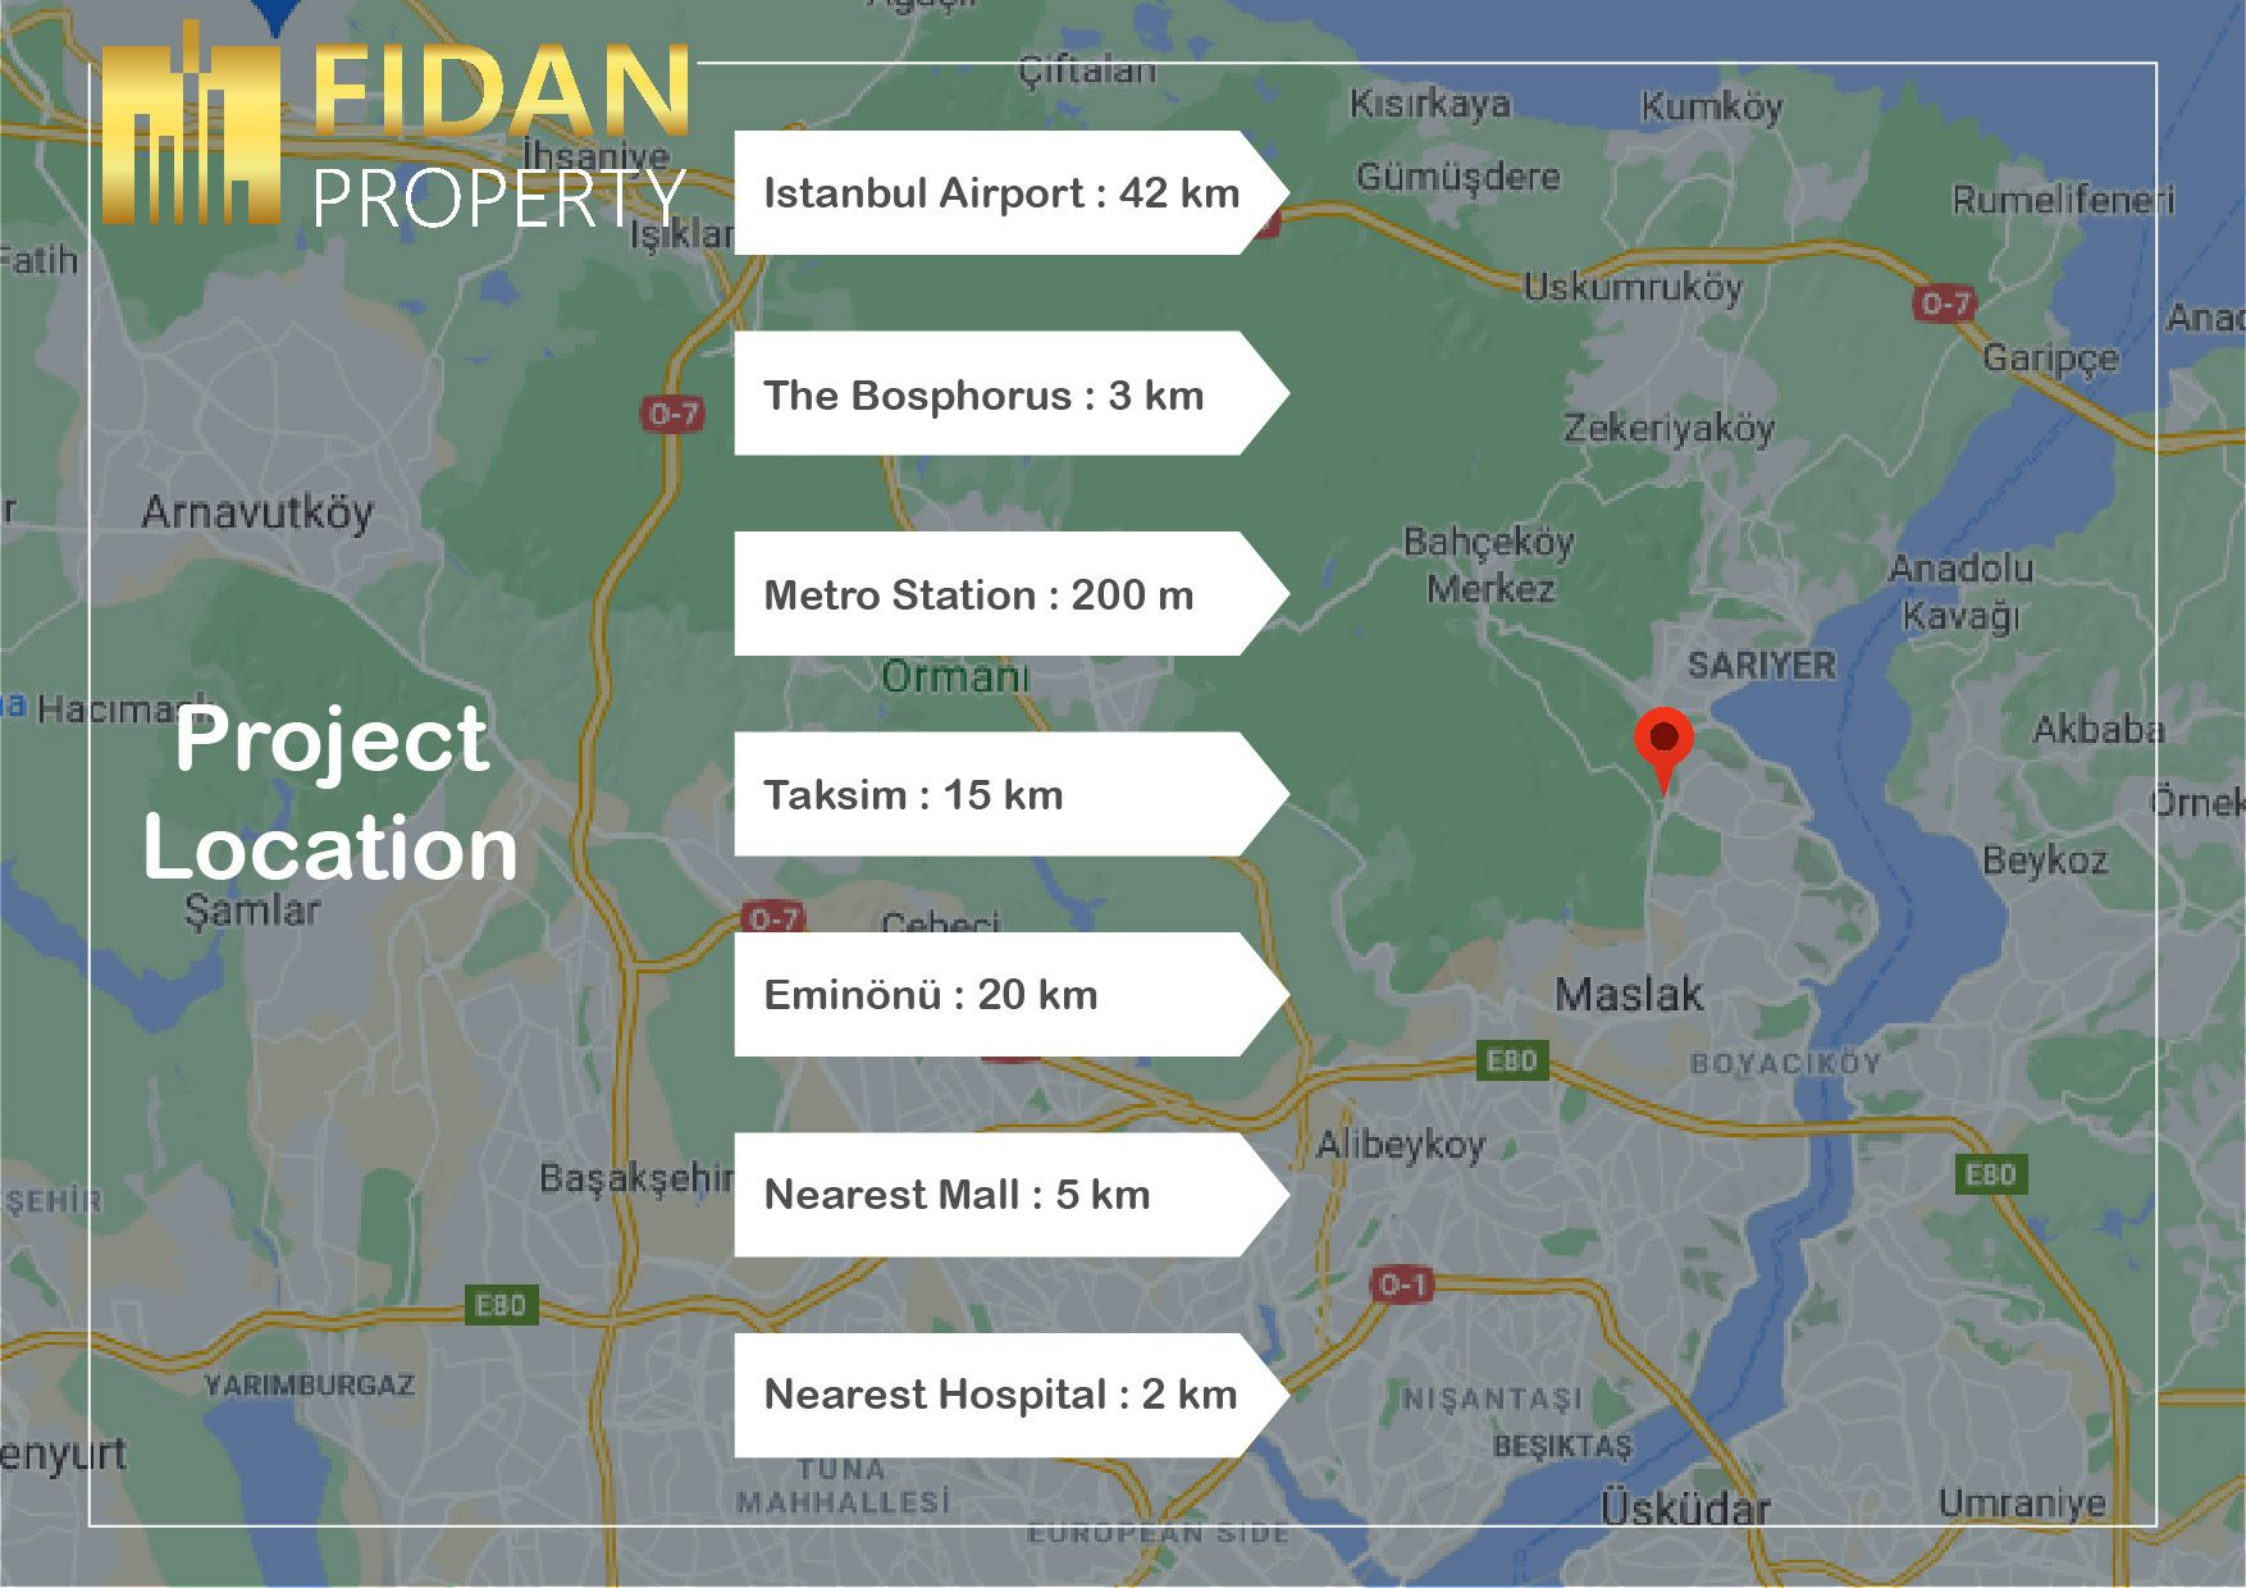 FIDAN
PROPERTY
Project
Location
Istanbul Airport : 42 km
The Bosphorus : 3 km
Metro Station : 200 m
Taksim : 15 km
Eminönü : 20 km
Nearest Mall : 5 km
Nearest Hospital : 2 km
Çiftalan
Kısırkaya
Kumköy
İhsaniye
Gümüşdere
Rumelifeneri
Işıklar
Fatih
Uskumruköy
O-7
Garipçe
O-7
Zekeriyaköy
Arnavutköy
Bahçeköy
Merkez
Anadolu
Kavağı
SARIYER
Ormanı
Akbaba
Beykoz
Şamlar
O-7
Cebeci
Maslak
E80
BOYACIKÖY
Alibeykoy
Başakşehir
E80
ŞEHİR
O-1
E80
YARIMBURGAZ
NIŞANTAŞI
BEŞIKTAŞ
enyurt
TUNA
MAHHALLESİ
Üsküdar
Umraniye
EUROPEAN SIDE